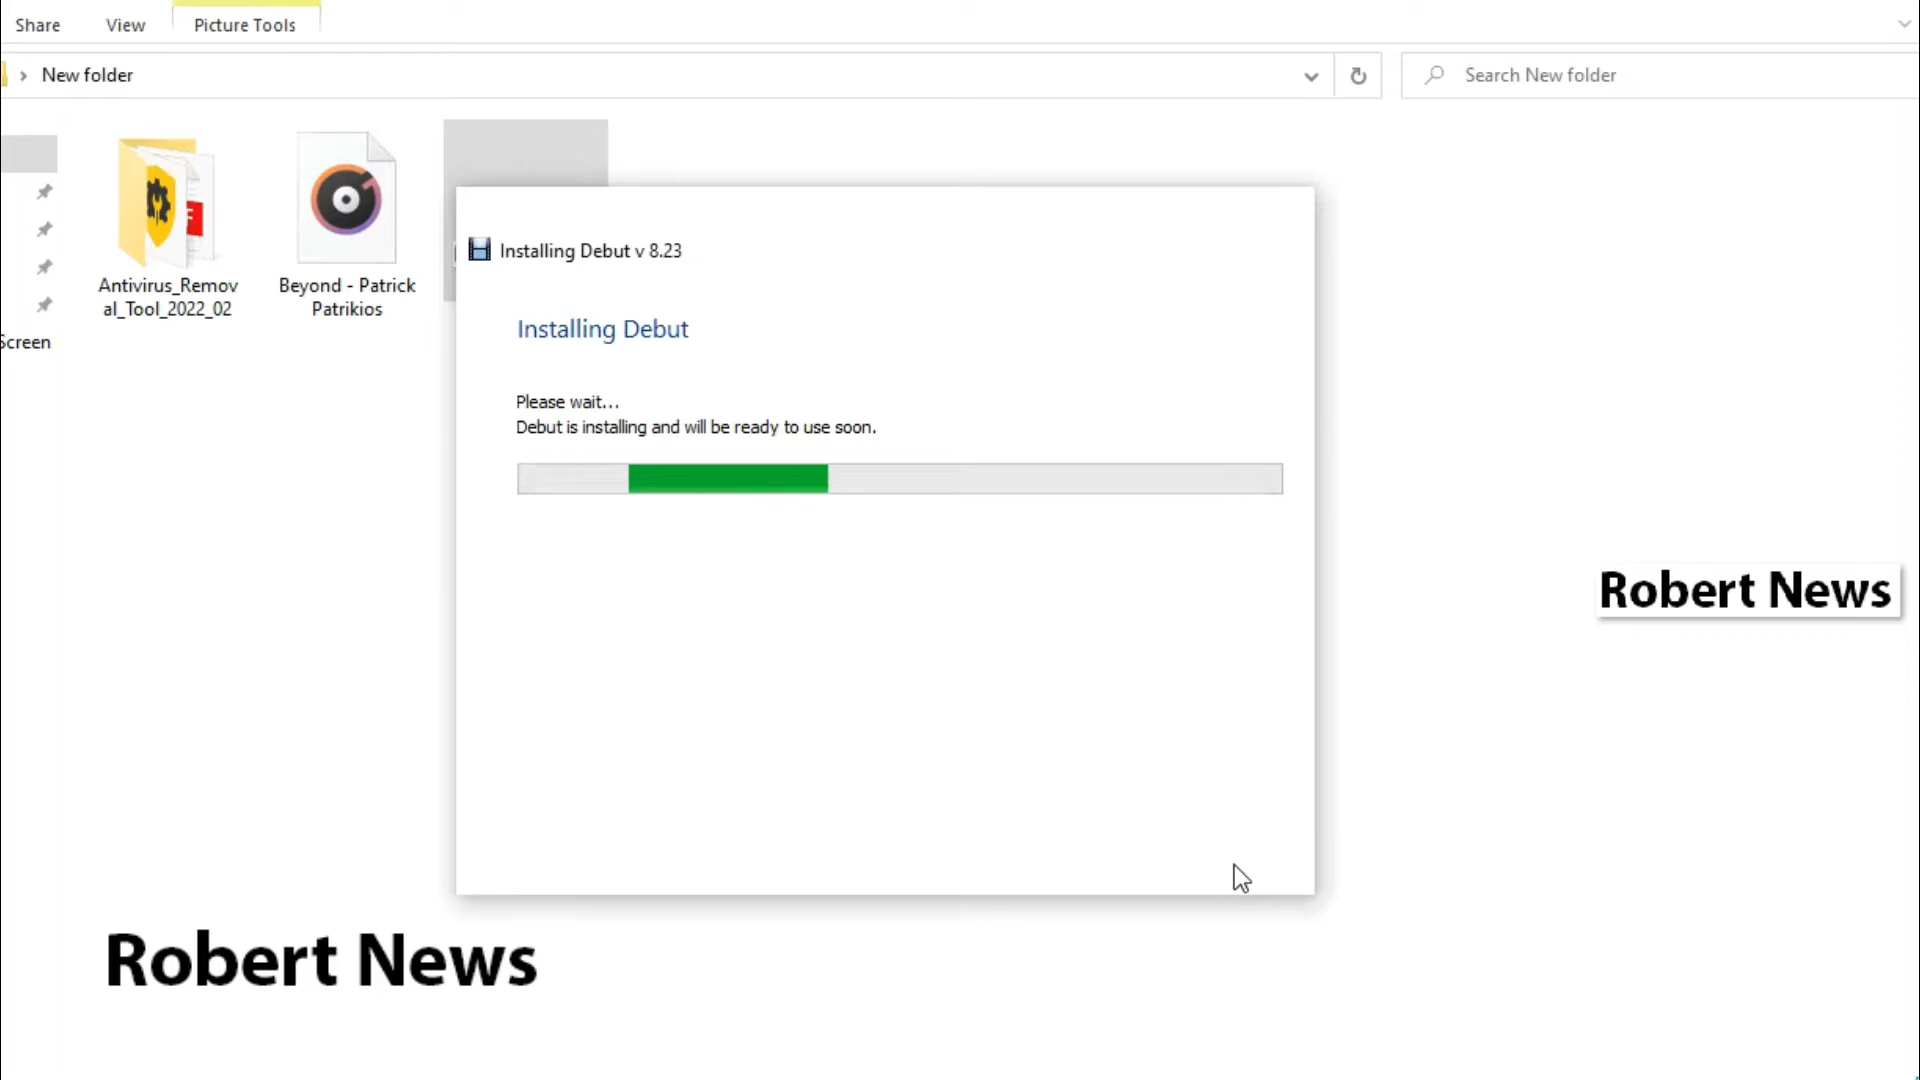 Share View Picture Tools
New folder
Search New folder
Antivirus_Remov
al_Tool_2022_02
Beyond - Patrick
Patrikios
Screen
Installing Debut v 8.23
Installing Debut
Please wait...
Debut is installing and will be ready to use soon.
Robert News
Robert News